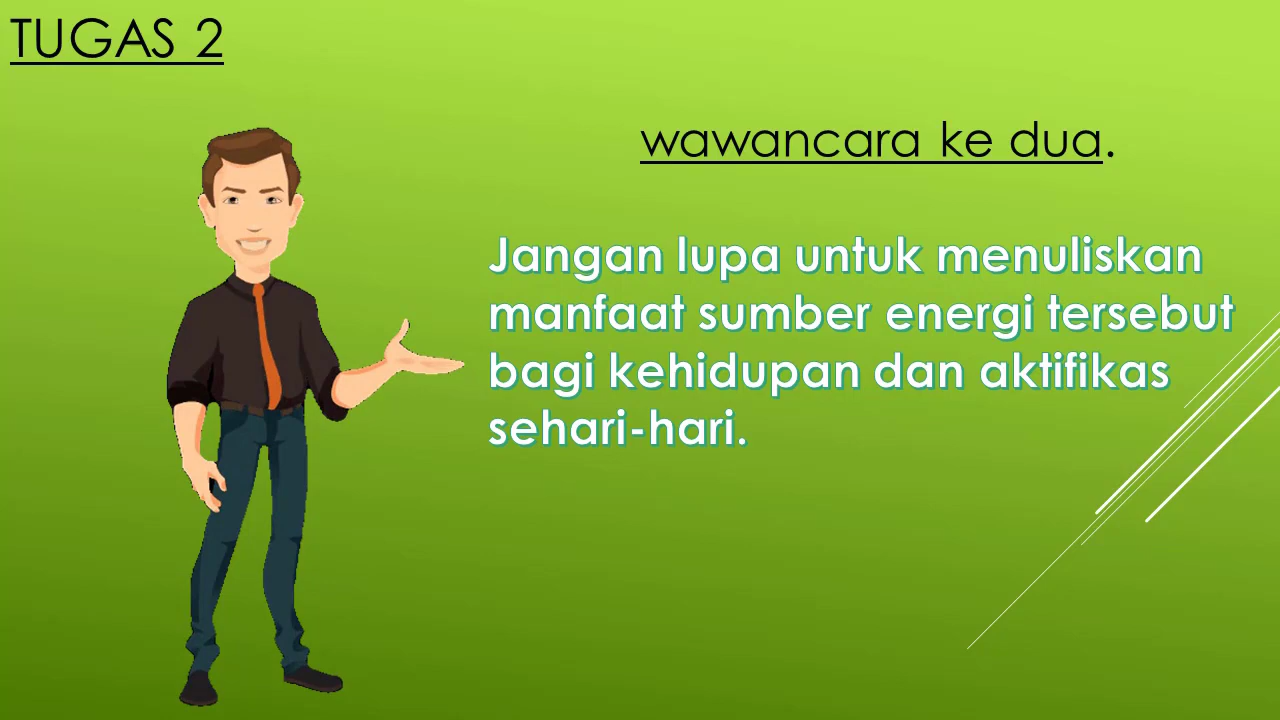 TUGAS 2
wawancara ke dua.
Jangan lupa untuk menuliskan
manfaat sumber energi tersebut
bagi kehidupan dan aktifikas
sehari-hari.